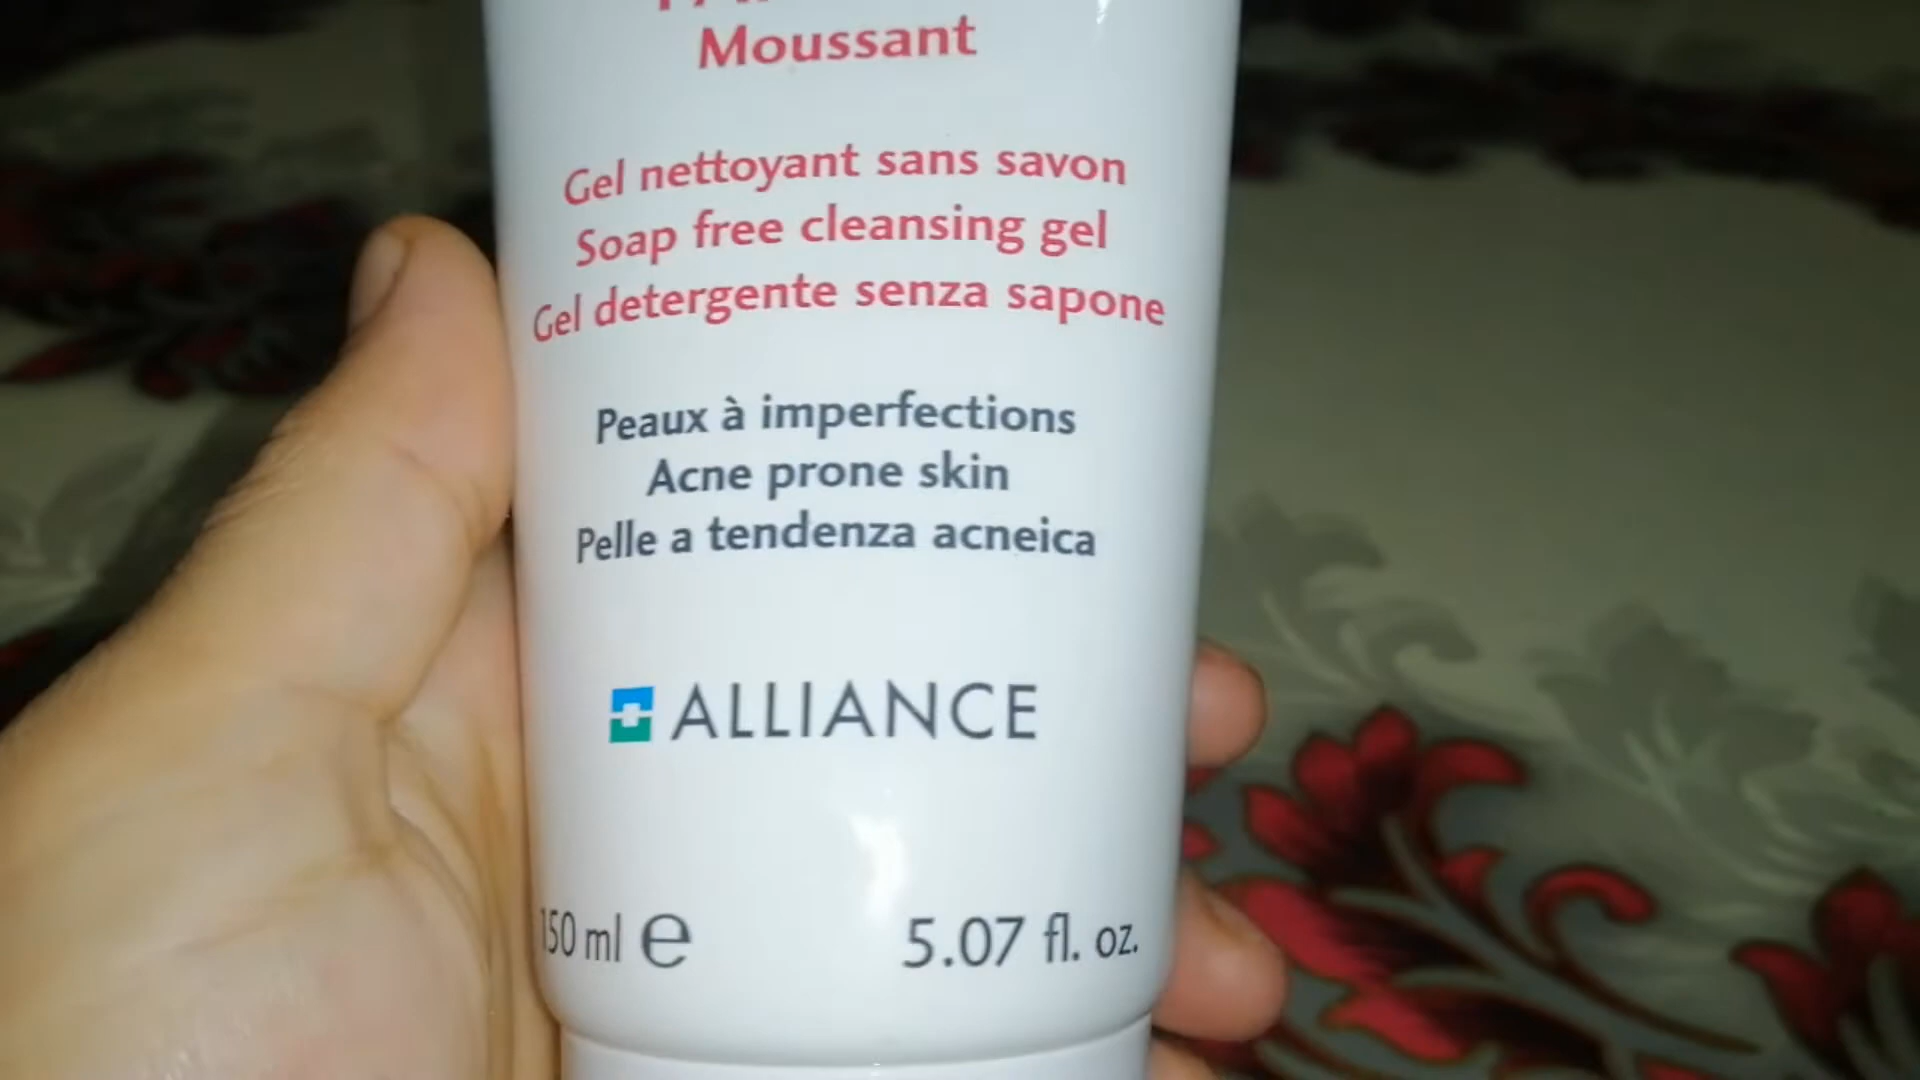 Moussant
Gel nettoyant sans savon
Soap free cleansing gel
Gel detergente senza sapone
Peaux à imperfections
Acne prone skin
Pelle a tendenza acneica
ALLIANCE
150 ml e 5.07 fl. oz.